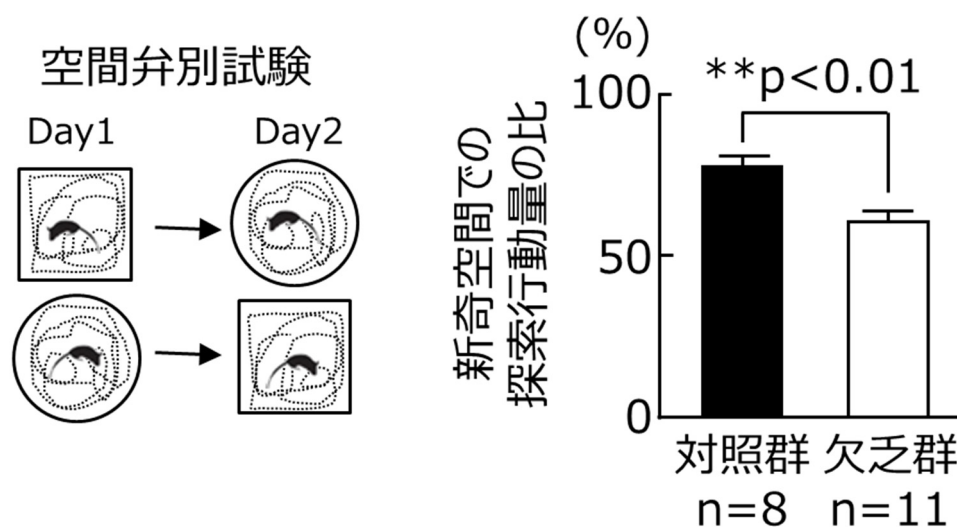 空間弁別試験
Day1
Day2
(%)
**p<0.01
100
50
0
新奇空間での
探索行動量の比
対照群
欠乏群
n=8
n=11